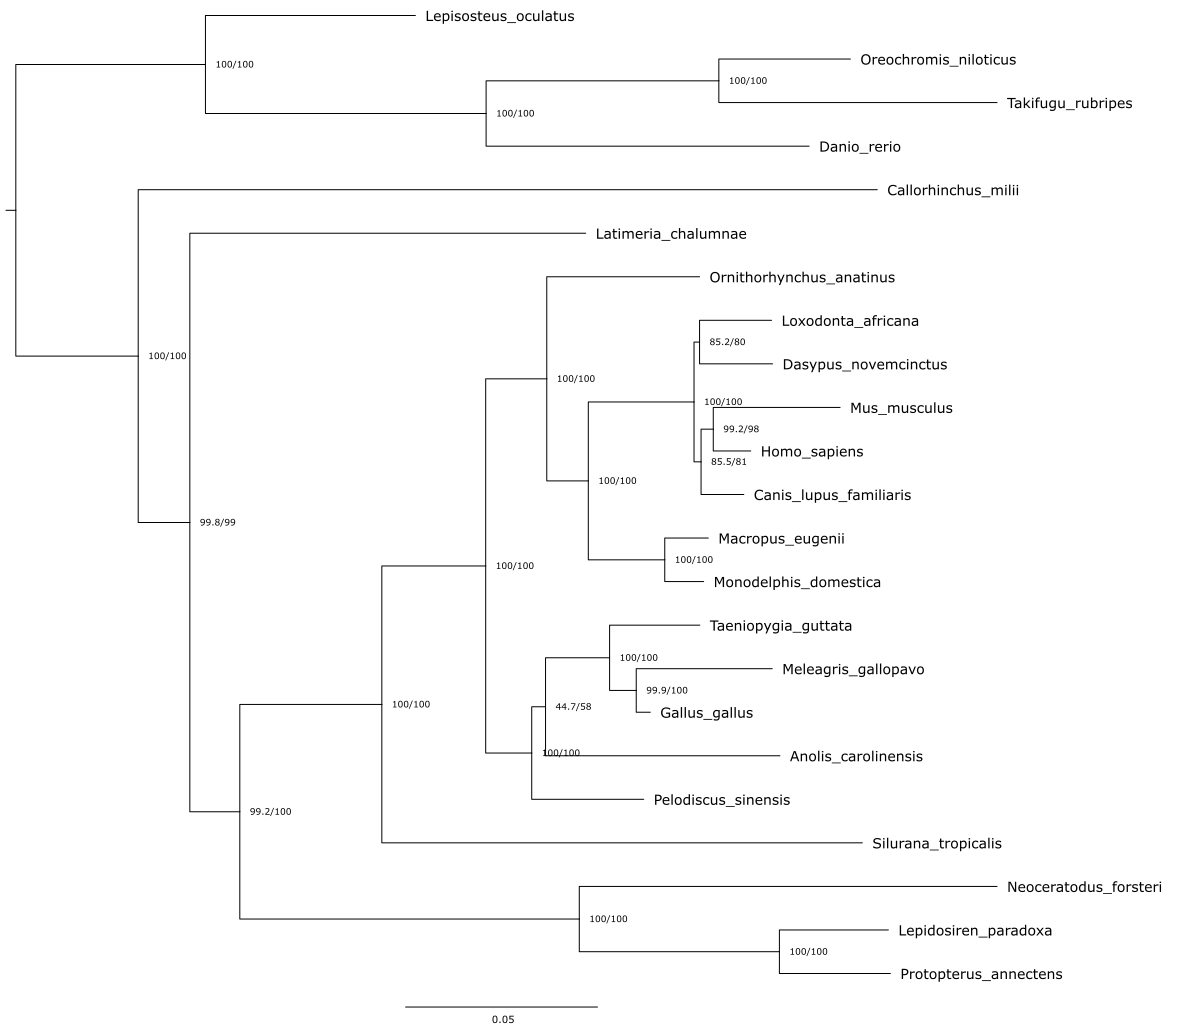 Lepisosteus_oculatus
Oreochromis_niloticus
100/100
100/100
Takifugu_rubripes
100/100
Danio_rerio
Callorhinchus_milii
Latimeria_chalumnae
Ornithorhynchus_anatinus
Loxodonta_africana
85.2/80
100/100
Dasypus_novemcinctus
100/100
100/100
Mus_musculus
99.2/98
Homo_sapiens
85.5/81
100/100
Canis_lupus_familiaris
99.8/99
Macropus_eugenii
100/100
100/100
Monodelphis_domestica
Taeniopygia_guttata
100/100
Meleagris_gallopavo
99.9/100
100/100
44.7/58
Gallus_gallus
100/100
Anolis_carolinensis
Pelodiscus_sinensis
99.2/100
Silurana_tropicalis
Neoceratodus_forsteri
100/100
Lepidosiren_paradoxa
100/100
Protopterus_annectens
0.05